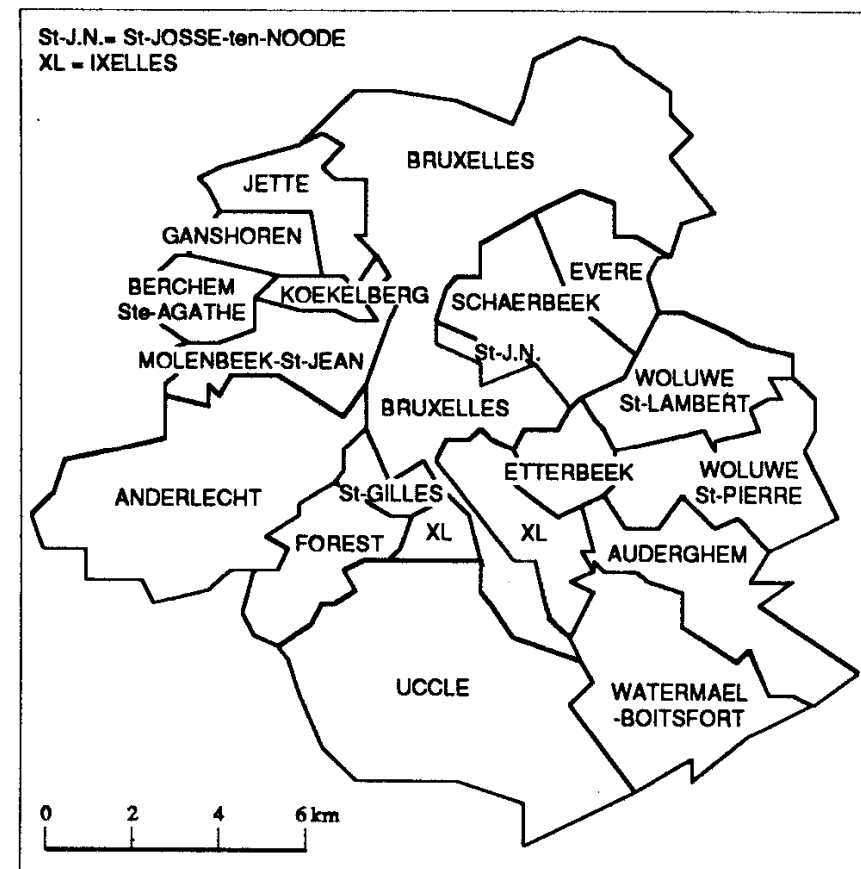 St-J.N.= St-JOSSE-ten-NOODE
XL = IXELLES
BRUXELLES
JETTE
GANSHOREN
EVERE
BERCHEM
Ste-AGATHE
KOEKELBERG
SCHAERBEEK
St-J.N.
MOLENBEEK-St-JEAN
WOLUWE
St-LAMBERT
BRUXELLES
ETTERBEEK
WOLUWE
St-PIERRE
ANDERLECHT
St-GILLES
FOREST
XL
XL
AUDERGHEM
UCCLE
WATERMAEL
-BOITSFORT
0 2 4 6 km